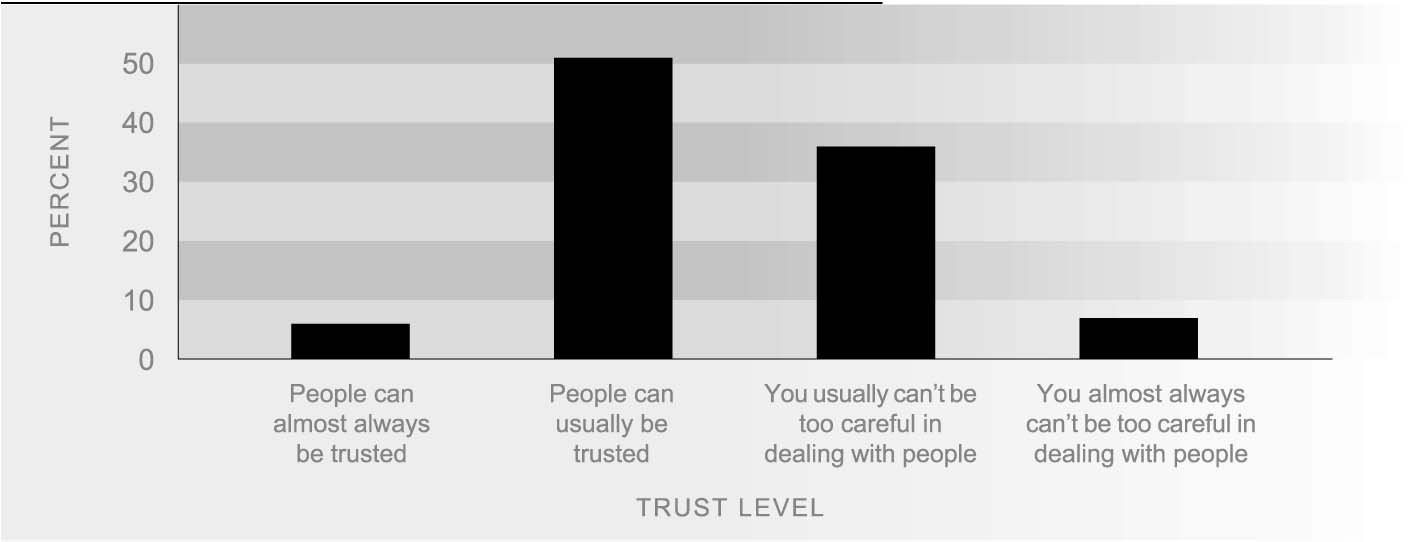 50
40
30
20
10
0
PERCENT
People can
almost always
be trusted
People can
usually be
trusted
You usually can’t be
too careful in
dealing with people
You almost always
can’t be too careful in
dealing with people
TRUST LEVEL